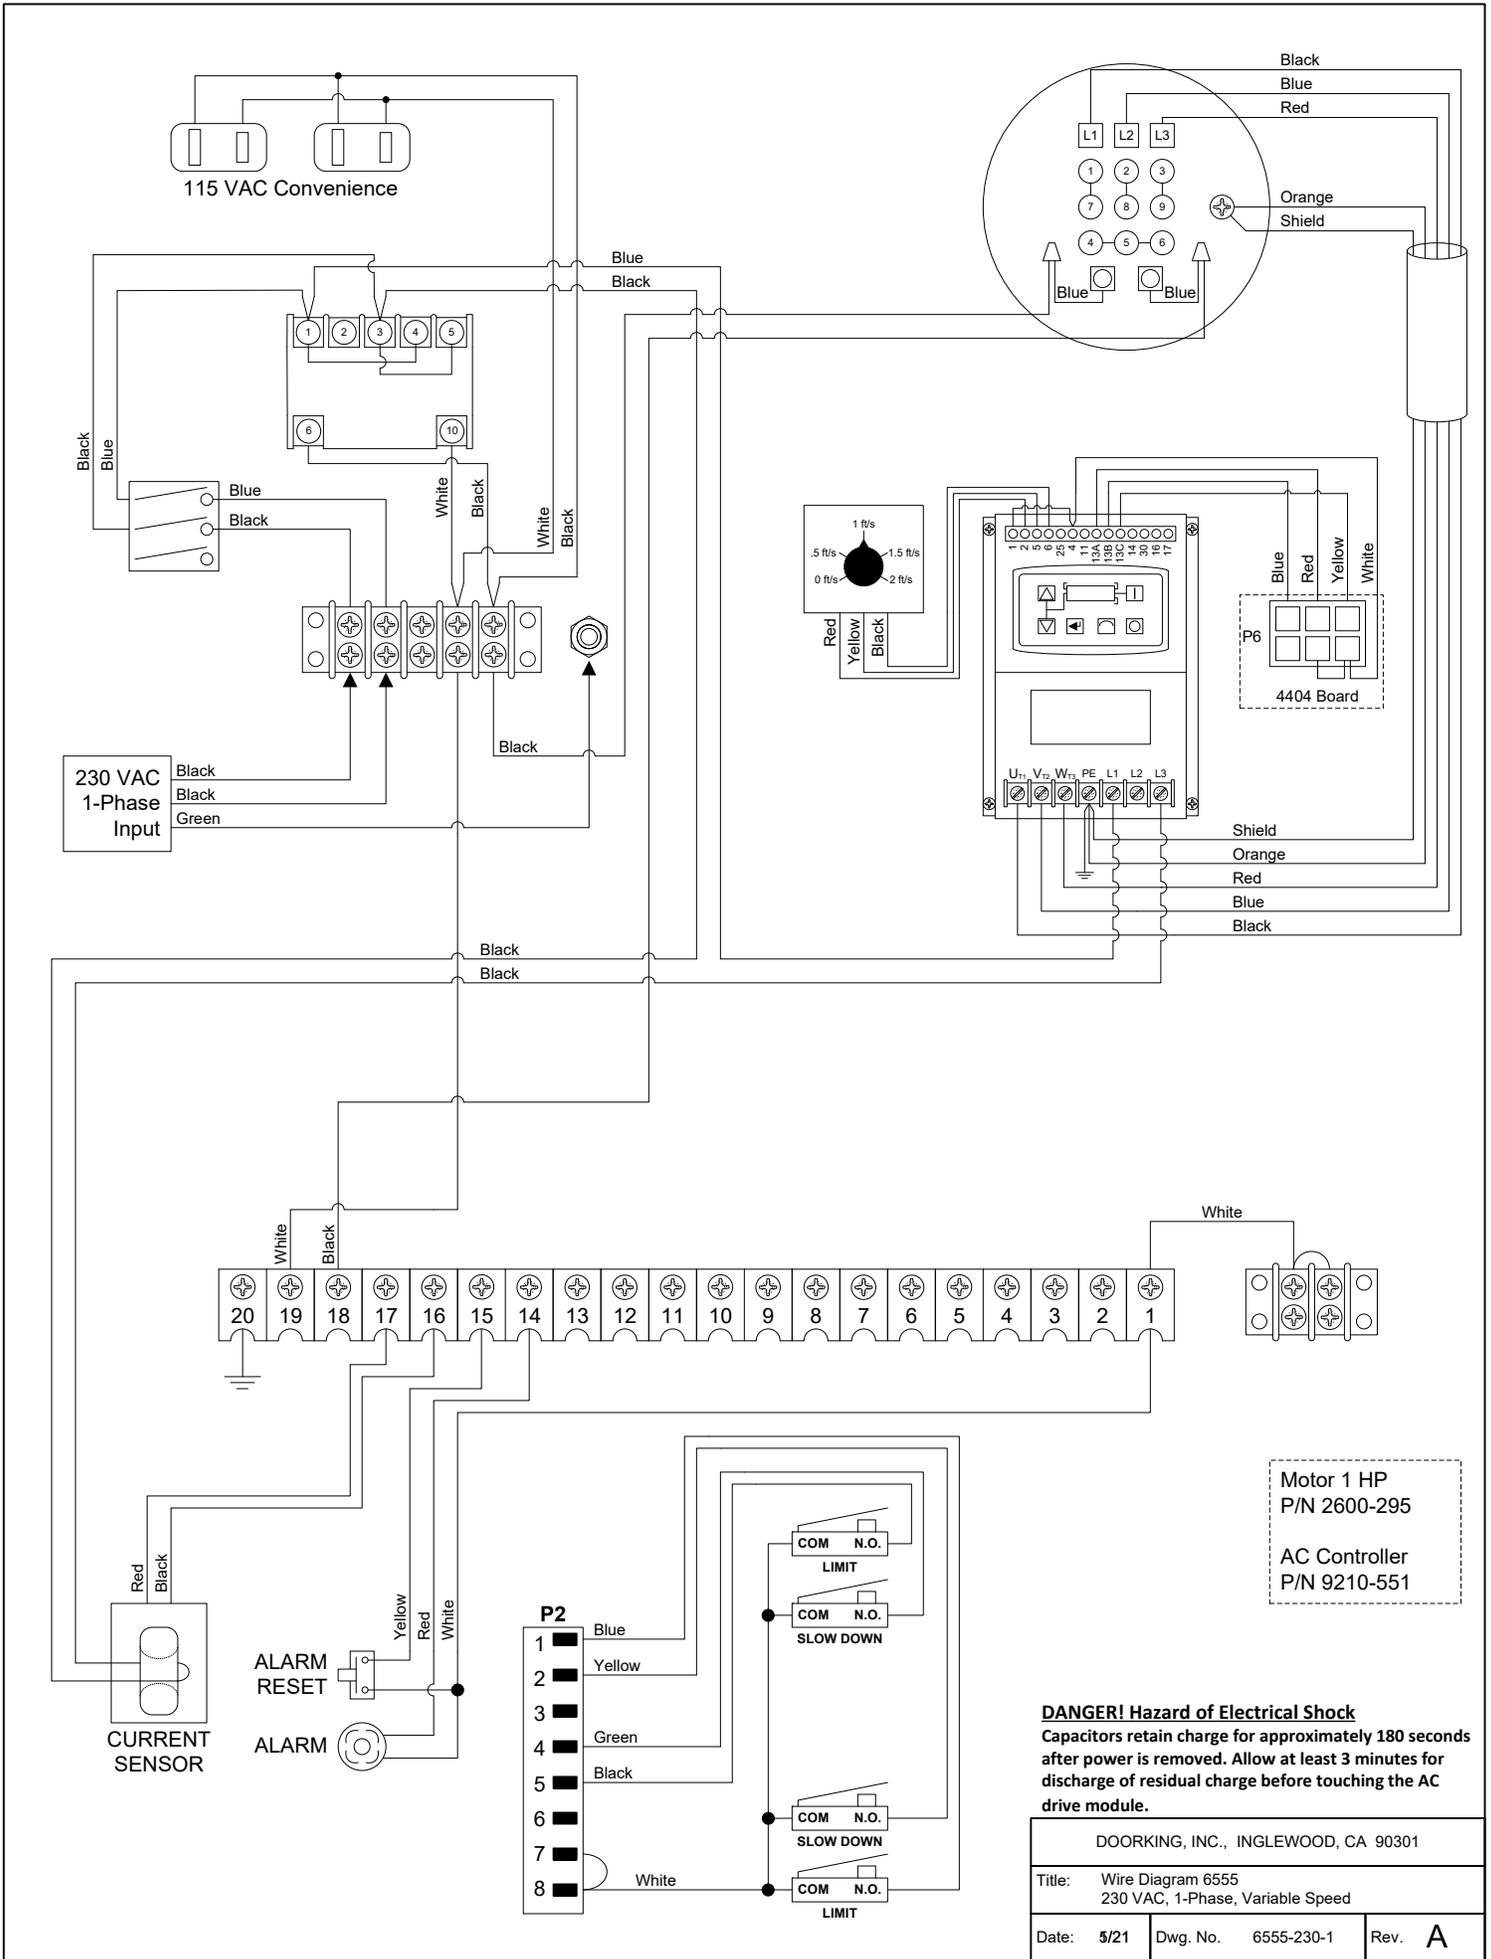 115 VAC Convenience
Black
Blue
Red
L1 L2 L3
1 2 3
7 8 9
4 5 6
Orange
Shield
Blue Blue
Blue
Black
1 2 3 4 5
6 10
Black
Blue
Blue
Black
White
Black
White
Black
230 VAC
1-Phase
Input
Black
Black
Green
Black
1 ft/s
.5 ft/s 1.5 ft/s
0 ft/s 2 ft/s
Red
Yellow
Black
1 2 5 6 25 4 11 13A 13B 13C 14 30 16 17
UT1 VT2 WT3 PE L1 L2 L3
Blue
Red
Yellow
White
P6
4404 Board
Shield
Orange
Red
Blue
Black
Black
Black
White
Black
White
20 19 18 17 16 15 14 13 12 11 10 9 8 7 6 5 4 3 2 1
Red
Black
Yellow
Red
White
CURRENT
SENSOR
ALARM
RESET
ALARM
P2
1 Blue
2 Yellow
3
4 Green
5 Black
6
7
8 White
COM N.O.
LIMIT
COM N.O.
SLOW DOWN
COM N.O.
SLOW DOWN
COM N.O.
LIMIT
Motor 1 HP
P/N 2600-295
AC Controller
P/N 9210-551
DANGER! Hazard of Electrical Shock
Capacitors retain charge for approximately 180 seconds
after power is removed. Allow at least 3 minutes for
discharge of residual charge before touching the AC
drive module.
DOORKING, INC., INGLEWOOD, CA 90301
Title: Wire Diagram 6555
230 VAC, 1-Phase, Variable Speed
Date: /21 Dwg. No. 6555-230-1 Rev. A